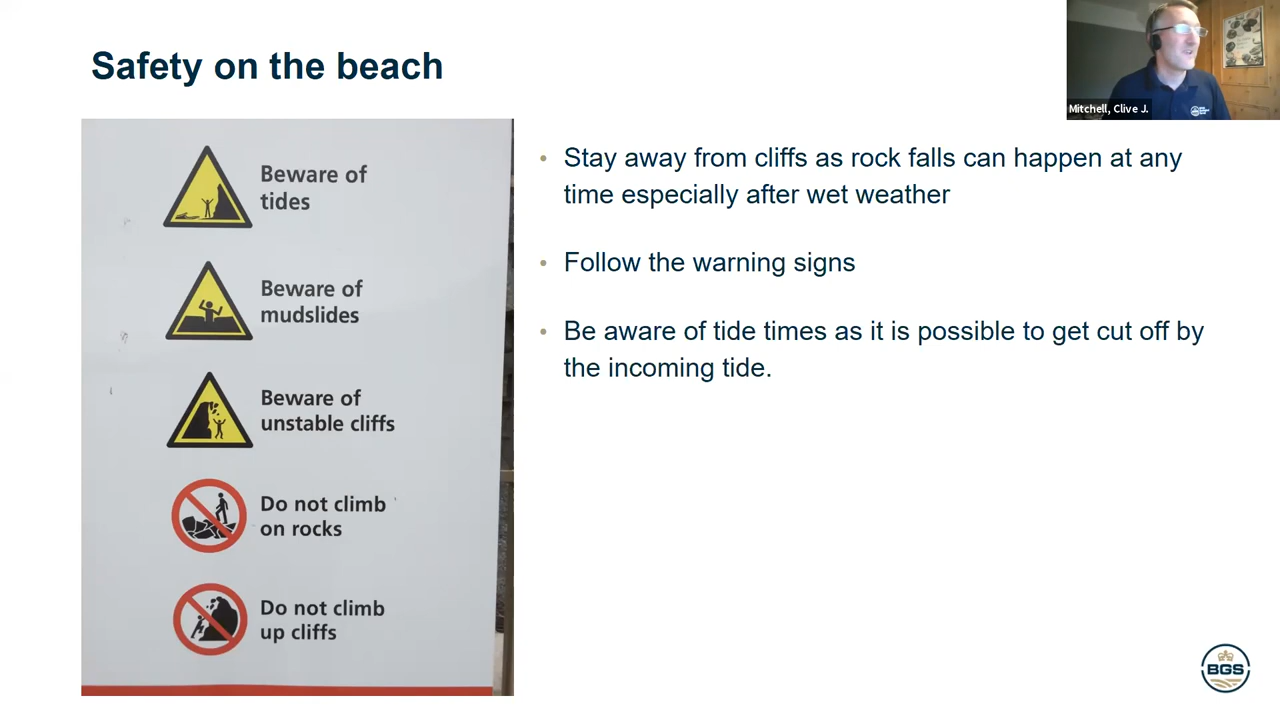 Safety on the beach
Mitchell, Clive J.
Beware of
tides
Beware of
mudslides
Beware of
unstable cliffs
Do not climb
on rocks
Do not climb
up cliffs
• Stay away from cliffs as rock falls can happen at any
time especially after wet weather
• Follow the warning signs
• Be aware of tide times as it is possible to get cut off by
the incoming tide.
BGS